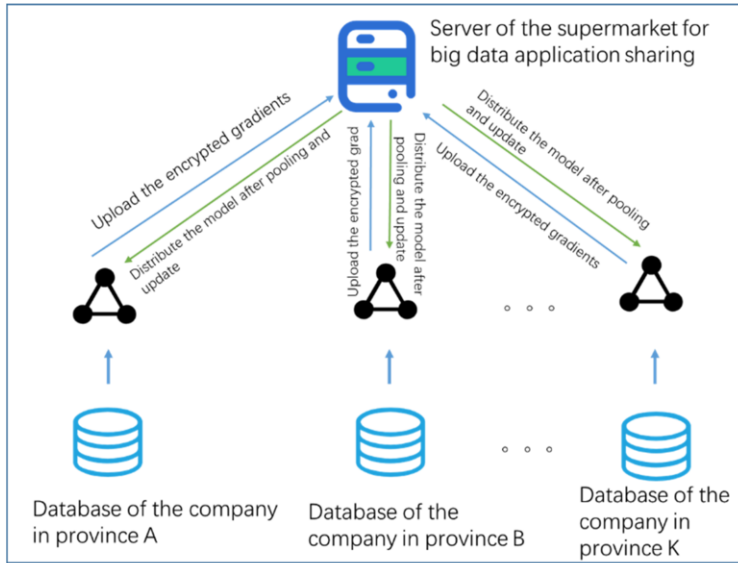 Server of the supermarket for
big data application sharing
Upload the encrypted gradients
Distribute the model after pooling and
update
Upload the encrypted grad
Distribute the model after
pooling and update
Distribute the model after pooling
and update
Upload the encrypted gradients
Database of the company
in province A
Database of the
company in province B
Database of the
company in
province K